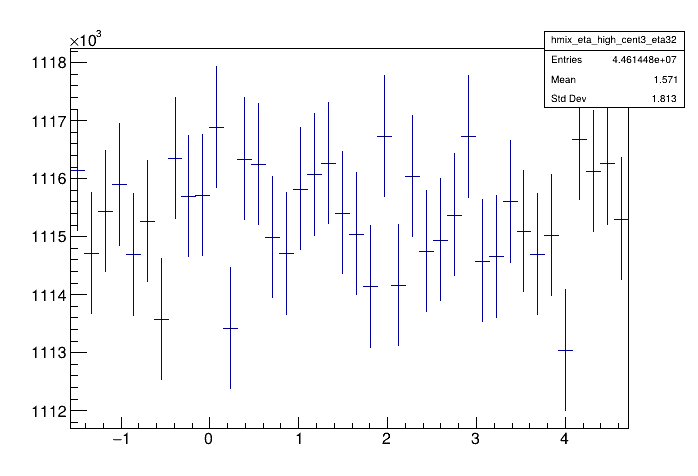 ×10³
hmix_eta_high_cent3_eta32
Entries 4.461448e+07
Mean 1.571
Std Dev 1.813
1118
1117
1116
1115
1114
1113
1112
−1 0 1 2 3 4